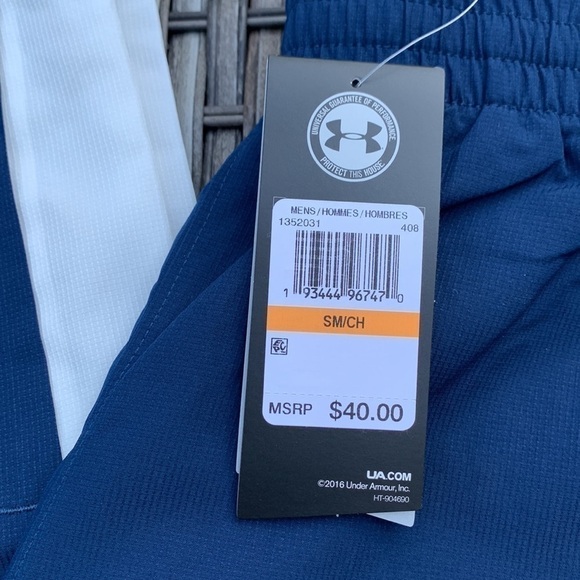 UNIVERSAL GUARANTEE OF PERFORMANCE
PROTECT THIS HOUSE
MENS/HOMMES/HOMBRES
1352031 408
1 93444 96747 0
SM/CH
MSRP $40.00
UA.COM
©2016 Under Armour, Inc.
HT-904690